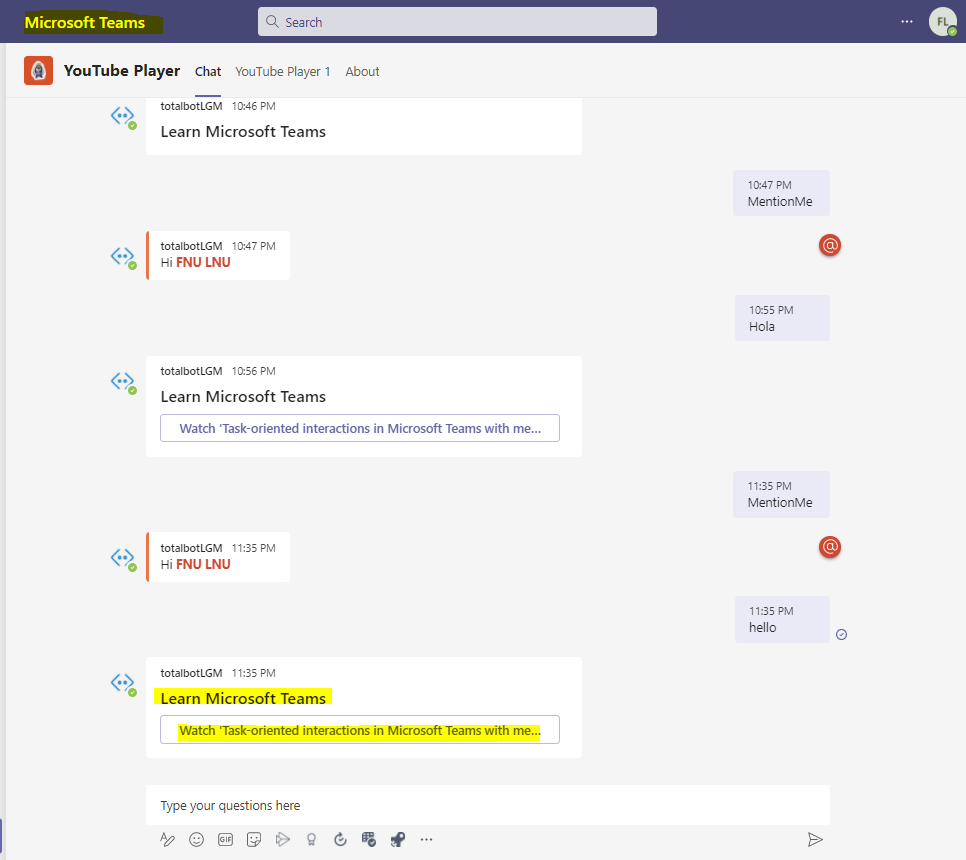 Microsoft Teams
Search
FL
YouTube Player
Chat
YouTube Player 1
About
totalbotLGM 10:46 PM
Learn Microsoft Teams
10:47 PM
MentionMe
totalbotLGM 10:47 PM
Hi FNU LNU
@
10:55 PM
Hola
totalbotLGM 10:56 PM
Learn Microsoft Teams
Watch 'Task-oriented interactions in Microsoft Teams with me...
11:35 PM
MentionMe
totalbotLGM 11:35 PM
Hi FNU LNU
@
11:35 PM
hello
totalbotLGM 11:35 PM
Learn Microsoft Teams
Watch 'Task-oriented interactions in Microsoft Teams with me...
Type your questions here
GIF